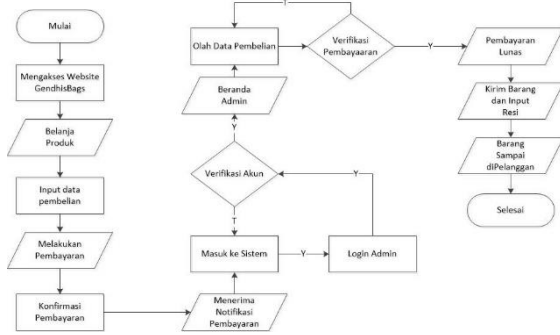 Mulai
Mengakses Website
GendhisBags
Belanja
Produk
Input data
pembelian
Melakukan
Pembayaran
Konfirmasi
Pembayaran
Menerima
Notifikasi
Pembayaran
Masuk ke Sistem
Y
Login Admin
Y
T
Verifikasi Akun
Y
Beranda
Admin
Olah Data Pembelian
T
Verifikasi
Pembayaaran
Y
Pembayaran
Lunas
Kirim Barang
dan Input
Resi
Barang
Sampai
diPelanggan
Selesai